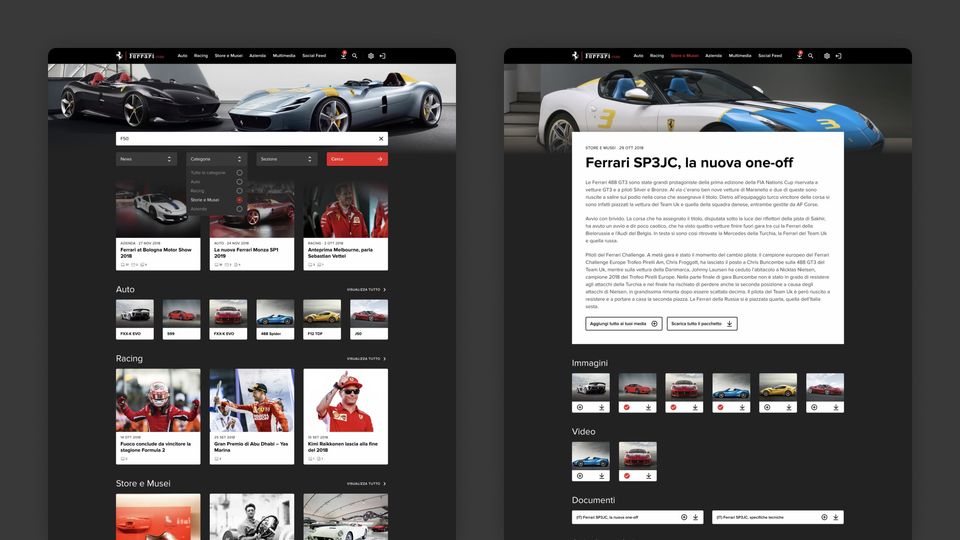 Ferrari
Auto Racing Store e Musei Azienda Multimedia Social Feed
F50
News
Categoria
Sezione
Cerca
Tutte le categorie
Auto
Racing
Store e Musei
Azienda
AZIENDA · 27 NOV 2018
Ferrari at Bologna Motor Show
2018
AUTO · 24 NOV 2018
La nuova Ferrari Monza SP1
2019
RACING · 2 OTT 2018
Anteprima Melbourne, parla
Sebastian Vettel
Auto
VISUALIZZA TUTTO
FXX-K EVO
599
FXX-K EVO
488 Spider
F12 TDF
J50
Racing
VISUALIZZA TUTTO
14 OTT 2018
Fuoco conclude da vincitore la
stagione Formula 2
25 SET 2018
Gran Premio di Abu Dhabi – Yas
Marina
15 SET 2018
Kimi Raikkonen lascia alla fine
del 2018
Store e Musei
VISUALIZZA TUTTO
Ferrari
Auto Racing Store e Musei Azienda Multimedia Social Feed
3
3
STORE E MUSEI · 29 OTT 2018
Ferrari SP3JC, la nuova one-off
Le Ferrari 488 GT3 sono state grandi protagoniste della prima edizione della FIA Nations Cup riservata a
vetture GT3 e a piloti Silver e Bronze. Al via c'erano ben nove vetture di Maranello e due di queste sono
riuscite a salire sul podio nella corsa che assegnava il titolo. Dietro all'equipaggio turco vincitore della corsa si
sono infatti piazzati la vettura del Team Uk e quella della squadra danese, entrambe gestite da AF Corse.
Avvio con brivido. La corsa che ha assegnato il titolo, disputata sotto la luce dei riflettori della pista di Sakhir,
ha avuto un avvio a dir poco caotico, che ha visto quattro vetture finire fuori gara fra cui la Ferrari della
Bielorussia e l'Audi del Belgio. In testa si sono così ritrovate la Mercedes della Turchia, la Ferrari del Team Uk
e quella russa.
Piloti del Ferrari Challenge. A metà gara è stato il momento del cambio pilota: il campione europeo del Ferrari
Challenge Europe Trofeo Pirelli Am, Chris Froggatt, ha lasciato il posto a Chris Buncombe sulla 488 GT3 del
Team Uk, mentre sulla vettura della Danimarca, Johnny Laursen ha ceduto l'abitacolo a Nicklas Nielsen,
campione 2018 del Trofeo Pirelli Europe. Nella parte finale di gara Buncombe non è stato in grado di resistere
agli attacchi della Turchia e nel finale ha rischiato di perdere anche la seconda posizione a causa degli
attacchi di Nielsen, in grandissima rimonta dopo essere scattata decima. Il pilota del Team Uk è però riuscito a
resistere e a portare a casa la seconda piazza. La Ferrari della Russia si è piazzata quarta, quella dell'Italia
sesta.
Aggiungi tutto ai tuoi media
Scarica tutto il pacchetto
Immagini
Video
Documenti
(IT) Ferrari SP3JC, la nuova one-off
(IT) Ferrari SP3JC, specifiche tecniche